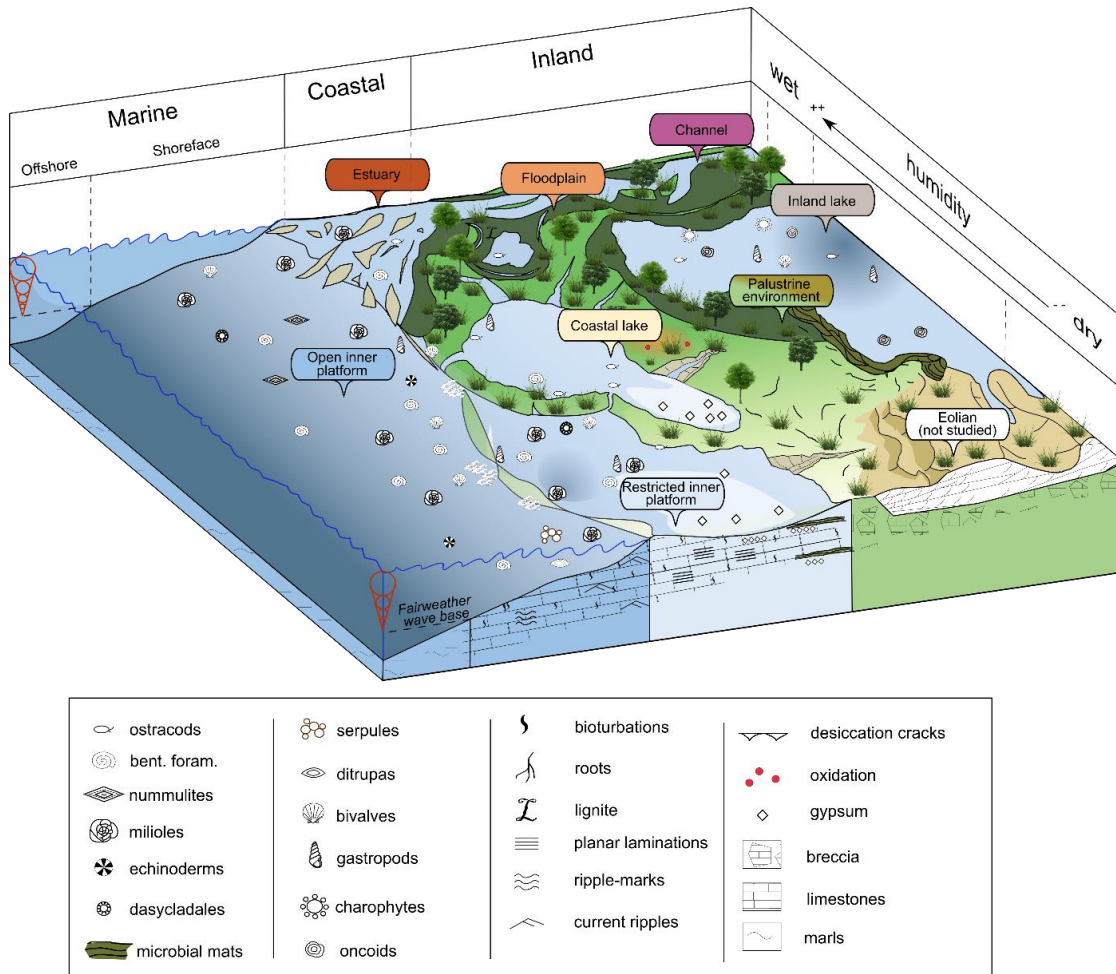 Marine
Coastal
Inland
Offshore
Shoreface
wet ++
humidity
-- dry
Channel
Estuary
Floodplain
Inland lake
Palustrine
environment
Coastal lake
Open inner
platform
Eolian
(not studied)
Restricted inner
platform
Fairweather
wave base
ostracods
bent. foram.
nummulites
milioles
echinoderms
dasycladales
microbial mats
serpules
ditrupas
bivalves
gastropods
charophytes
oncoids
bioturbations
roots
lignite
planar laminations
ripple-marks
current ripples
desiccation cracks
oxidation
gypsum
breccia
limestones
marls